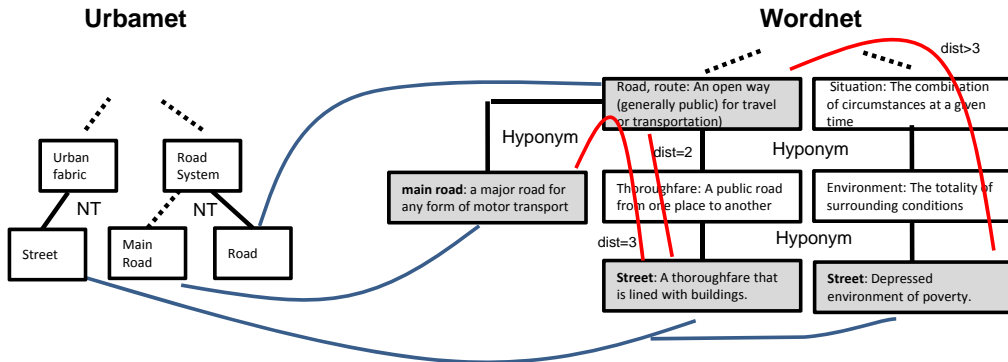 Urbamet
Wordnet
dist>3
Road, route: An open way
(generally public) for travel
or transportation)
Situation: The combination
of circumstances at a given
time
Hyponym
dist=2
Hyponym
Urban
fabric
Road
System
main road: a major road for
any form of motor transport
Thoroughfare: A public road
from one place to another
Environment: The totality of
surrounding conditions
NT
NT
dist=3
Hyponym
Street
Main
Road
Road
Street: A thoroughfare that
is lined with buildings.
Street: Depressed
environment of poverty.